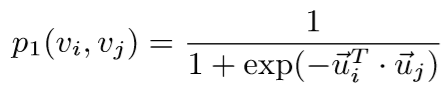 $p_1(v_i, v_j) = \frac{1}{1 + \exp(-\vec{u}_i^T \cdot \vec{u}_j)}$